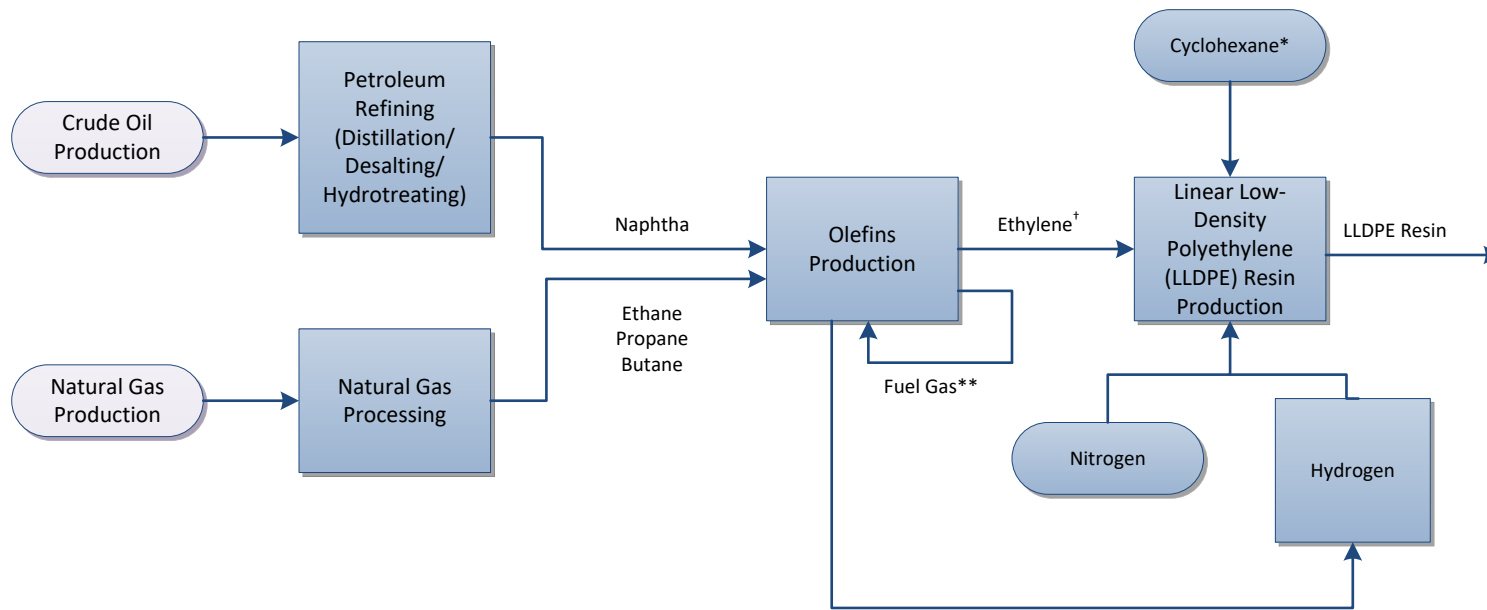 Crude Oil
Production
Petroleum
Refining
(Distillation/
Desalting/
Hydrotreating)
Naphtha
Natural Gas
Production
Natural Gas
Processing
Ethane
Propane
Butane
Olefins
Production
Fuel Gas**
Ethylene†
Cyclohexane*
Linear Low-
Density
Polyethylene
(LLDPE) Resin
Production
LLDPE Resin
Nitrogen
Hydrogen